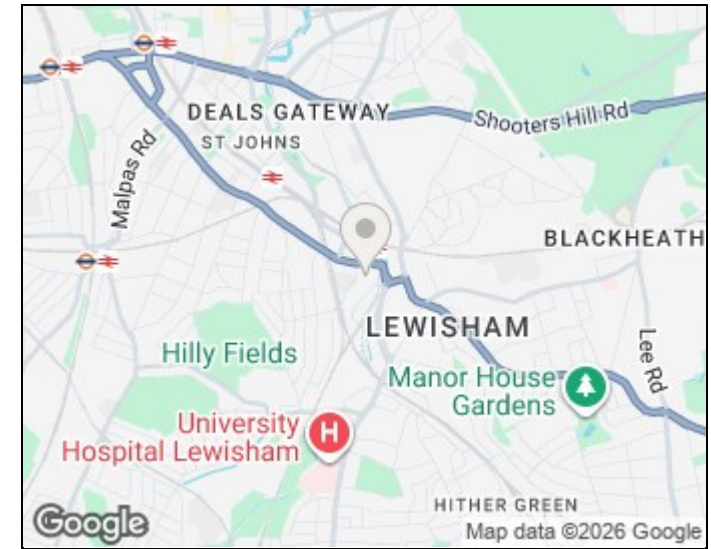 DEALS GATEWAY
Shooters Hill Rd
ST JOHNS
Malpas Rd
BLACKHEATH
LEWISHAM
Hilly Fields
Lee Rd
Manor House
Gardens
University
Hospital Lewisham
H
HITHER GREEN
Google
Map data ©2026 Google